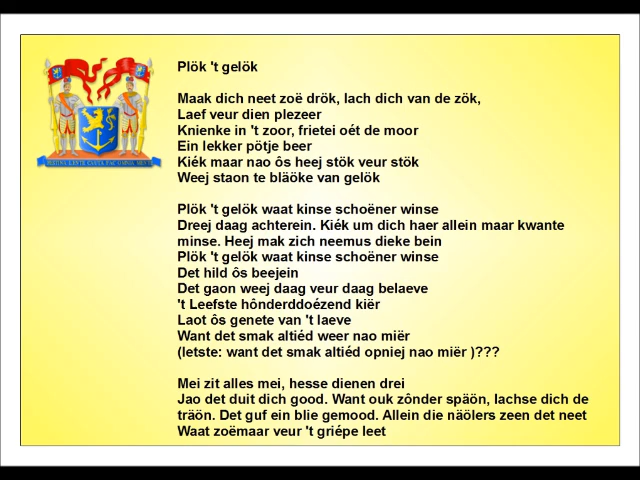 Plök 't gelök
Maak dich neet zoë drök, lach dich van de zök,
Laef veur dien plezeer
Knienke in 't zoor, frietei oét de moor
Ein lekker pötje beer
Kiék maar nao ôs heej stök veur stök
Weej staon te bläöke van gelök
Plök 't gelök waat kinse schoëner winse
Dreej daag achterein. Kiék um dich haer allein maar kwante
minse. Heej mak zich neemus dieke bein
Plök 't gelök waat kinse schoëner winse
Det hild ôs beejein
Det gaon weej daag veur daag belaeve
't Leefste hônderddoézend kiër
Laot ôs genete van 't laeve
Want det smak altiéd weer nao miër
(letste: want det smak altiéd opniej nao miër )???
Mei zit alles mei, hesse dienen drei
Jao det duit dich good. Want ouk zônder späön, lachse dich de
träön. Det guf ein blie gemood. Allein die näölers zeen det neet
Waat zoëmaar veur 't griépe leet